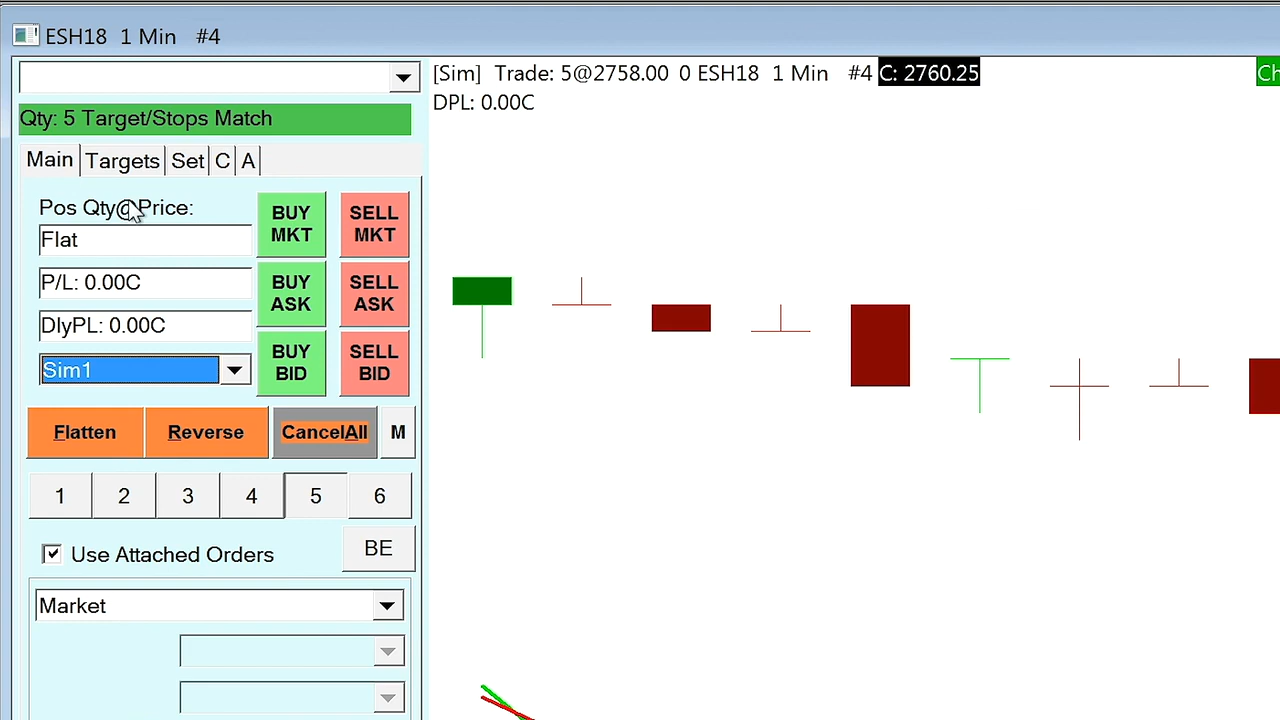 ESH18 1 Min #4
[Sim] Trade: 5@2758.00 0 ESH18 1 Min #4 C: 2760.25 Ch
DPL: 0.00C
Qty: 5 Target/Stops Match
Main Targets Set C A
Pos Qty@Price:
Flat
P/L: 0.00C
DlyPL: 0.00C
Sim1
BUY MKT
SELL MKT
BUY ASK
SELL ASK
BUY BID
SELL BID
Flatten Reverse CancelAll M
1 2 3 4 5 6
Use Attached Orders BE
Market